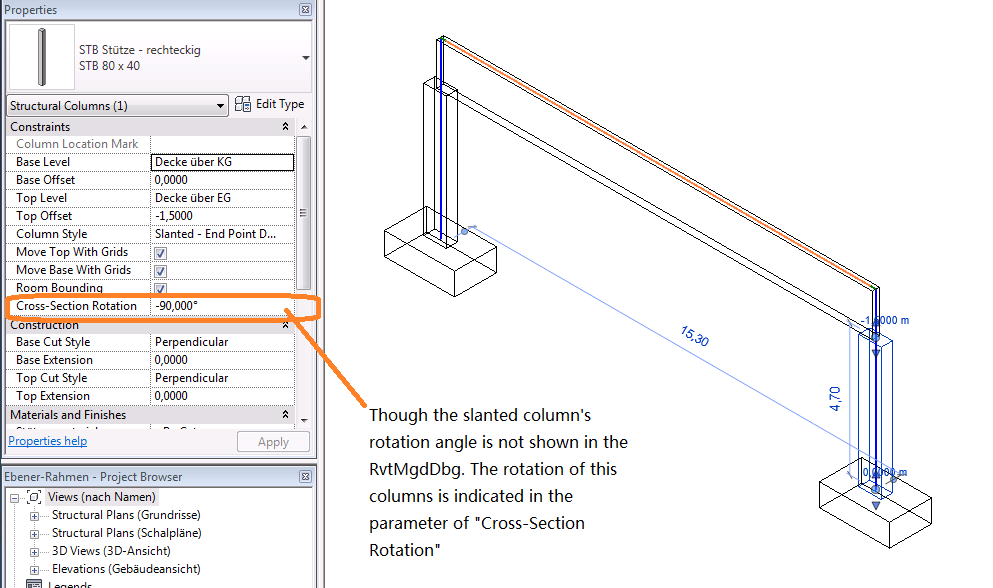 Properties
STB Stütze - rechteckig
STB 80 x 40
Structural Columns (1)
Edit Type
Constraints
Column Location Mark
Base Level Decke über KG
Base Offset 0,0000
Top Level Decke über EG
Top Offset -1,5000
Column Style Slanted - End Point D...
Move Top With Grids
Move Base With Grids
Room Bounding
Cross-Section Rotation -90,000°
Construction
Base Cut Style Perpendicular
Base Extension 0,0000
Top Cut Style Perpendicular
Top Extension 0,0000
Materials and Finishes
Properties help
Apply
Ebener-Rahmen - Project Browser
Views (nach Namen)
Structural Plans (Grundrisse)
Structural Plans (Schalpläne)
3D Views (3D-Ansicht)
Elevations (Gebäudeansicht)
Legends
15,30
4,70
0,0000 m
Though the slanted column's
rotation angle is not shown in the
RvtMgdDbg. The rotation of this
columns is indicated in the
parameter of "Cross-Section
Rotation"